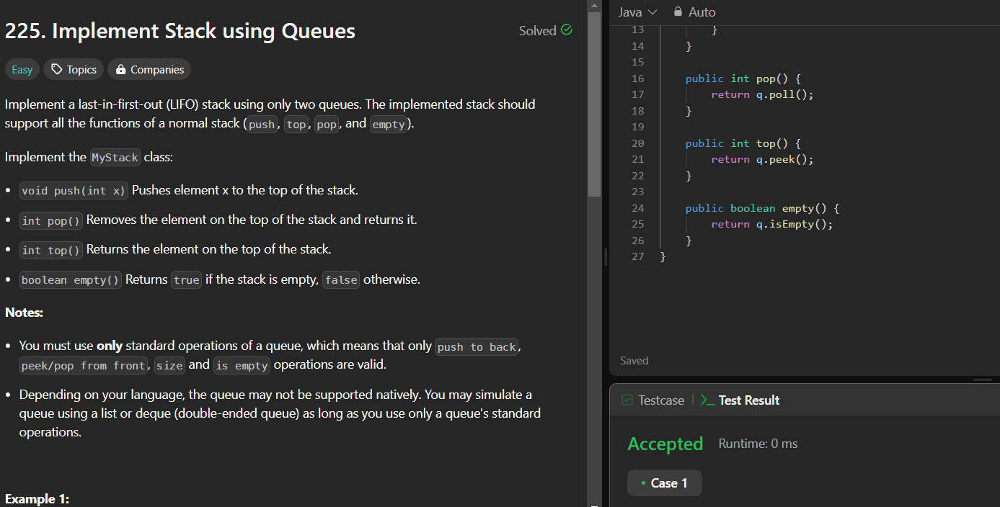 225. Implement Stack using Queues
Solved
Easy
Topics
Companies
Implement a last-in-first-out (LIFO) stack using only two queues. The implemented stack should
support all the functions of a normal stack (push, top, pop, and empty).
Implement the MyStack class:
• void push(int x) Pushes element x to the top of the stack.
• int pop() Removes the element on the top of the stack and returns it.
• int top() Returns the element on the top of the stack.
• boolean empty() Returns true if the stack is empty, false otherwise.
Notes:
• You must use only standard operations of a queue, which means that only push to back,
peek/pop from front, size and is empty operations are valid.
• Depending on your language, the queue may not be supported natively. You may simulate a
queue using a list or deque (double-ended queue) as long as you use only a queue's standard
operations.
Example 1:
Java
Auto
13 }
14 }
15
16 public int pop() {
17 return q.poll();
18 }
19
20 public int top() {
21 return q.peek();
22 }
23
24 public boolean empty() {
25 return q.isEmpty();
26 }
27 }
Saved
Testcase | >_ Test Result
Accepted Runtime: 0 ms
• Case 1